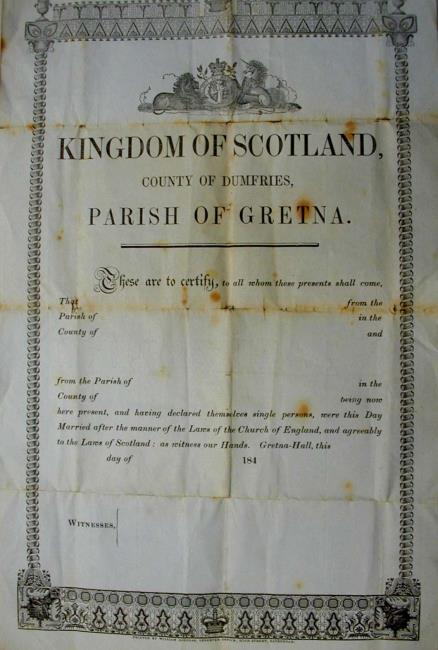 KINGDOM OF SCOTLAND,
COUNTY OF DUMFRIES,
PARISH OF GRETNA.
These are to certify, to all whom these presents shall come,
That from the
Parish of in the
County of and
from the Parish of in the
County of being now
here present, and having declared themselves single persons, were this Day
Married after the manner of the Laws of the Church of England, and agreeably
to the Laws of Scotland: as witness our Hands. Gretna-Hall, this
day of 184
WITNESSES,
PRINTED BY WILLIAM